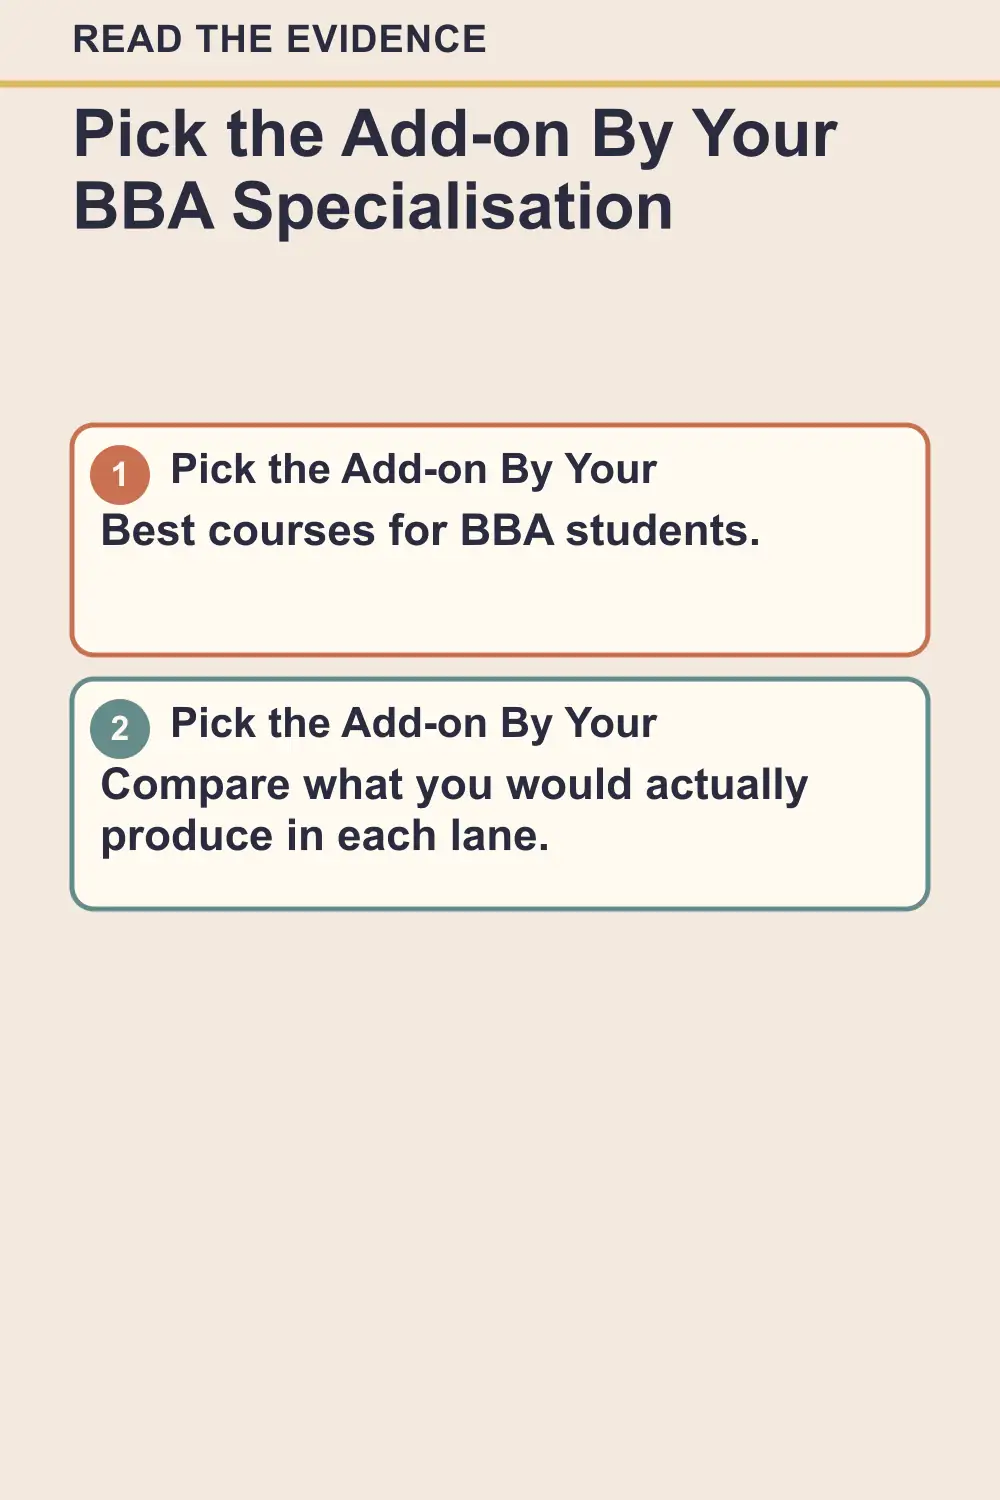 READ THE EVIDENCE
Pick the Add-on By Your
BBA Specialisation
1 Pick the Add-on By Your
Best courses for BBA students.
2 Pick the Add-on By Your
Compare what you would actually
produce in each lane.